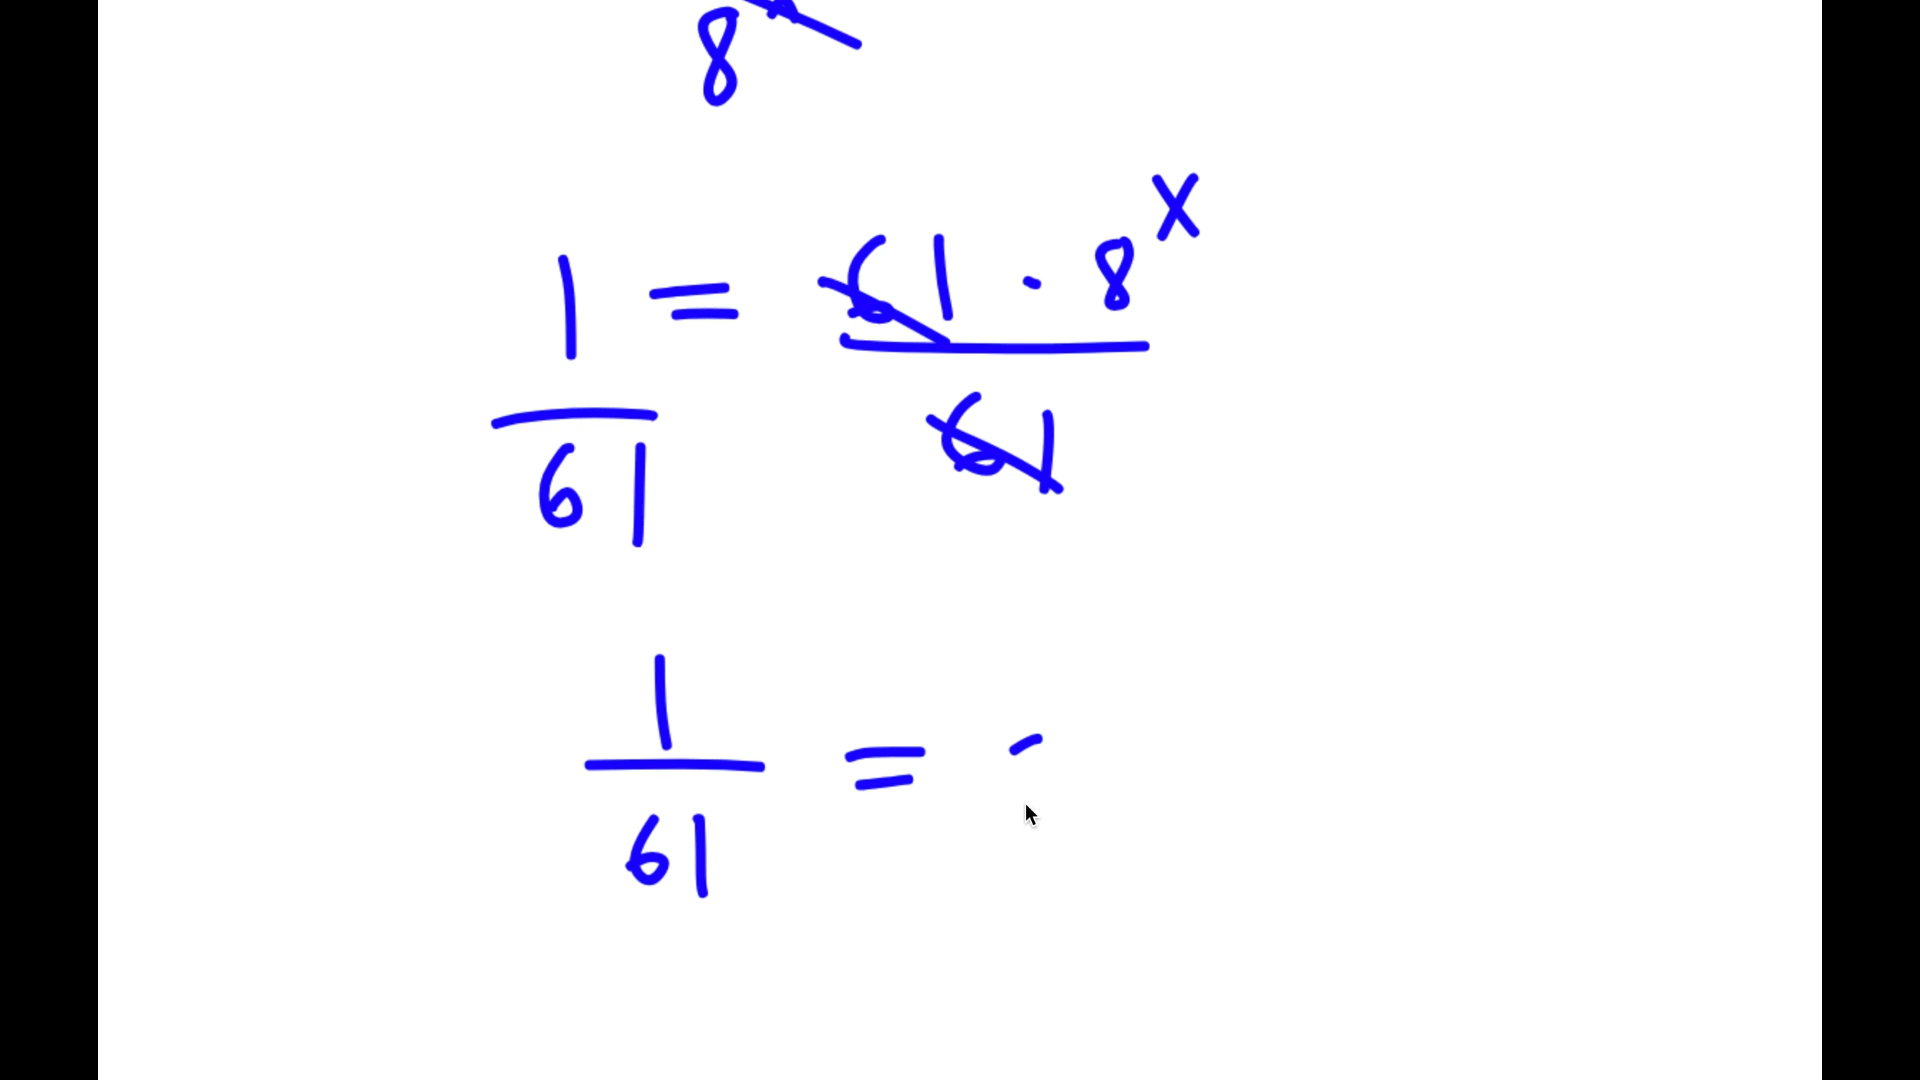 8
1/61 = 61 · 8^x/61
1/61 =